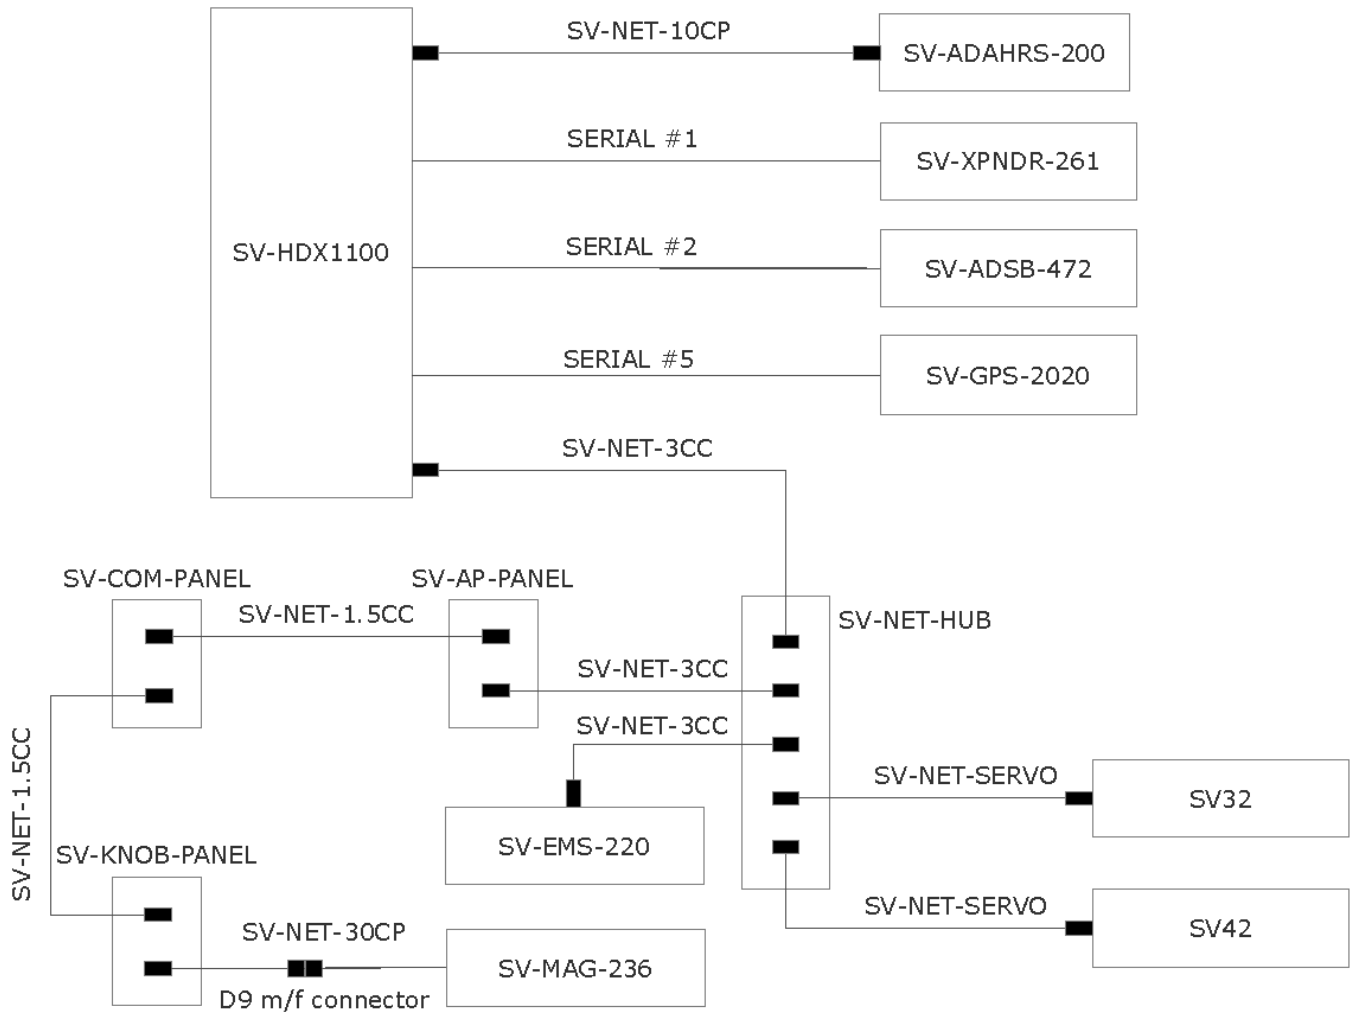 SV-NET-10CP
SV-ADAHRS-200
SERIAL #1
SV-XPNDR-261
SV-HDX1100
SERIAL #2
SV-ADSB-472
SERIAL #5
SV-GPS-2020
SV-NET-3CC
SV-COM-PANEL
SV-AP-PANEL
SV-NET-1.5CC
SV-NET-HUB
SV-NET-3CC
SV-NET-3CC
SV-NET-1.5CC
SV-NET-SERVO
SV32
SV-EMS-220
SV-KNOB-PANEL
SV-NET-SERVO
SV42
SV-NET-30CP
SV-MAG-236
D9 m/f connector